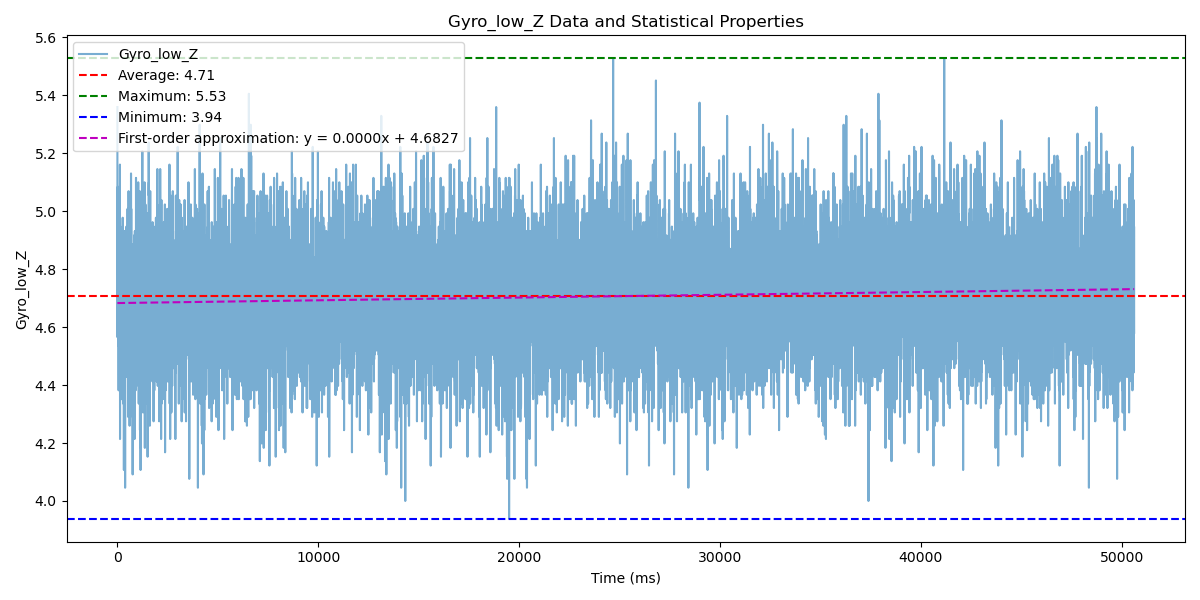 Gyro_low_Z Data and Statistical Properties
Gyro_low_Z
Average: 4.71
Maximum: 5.53
Minimum: 3.94
First-order approximation: y = 0.0000x + 4.6827
5.6
5.4
5.2
5.0
4.8
4.6
4.4
4.2
4.0
Gyro_low_Z
0 10000 20000 30000 40000 50000
Time (ms)